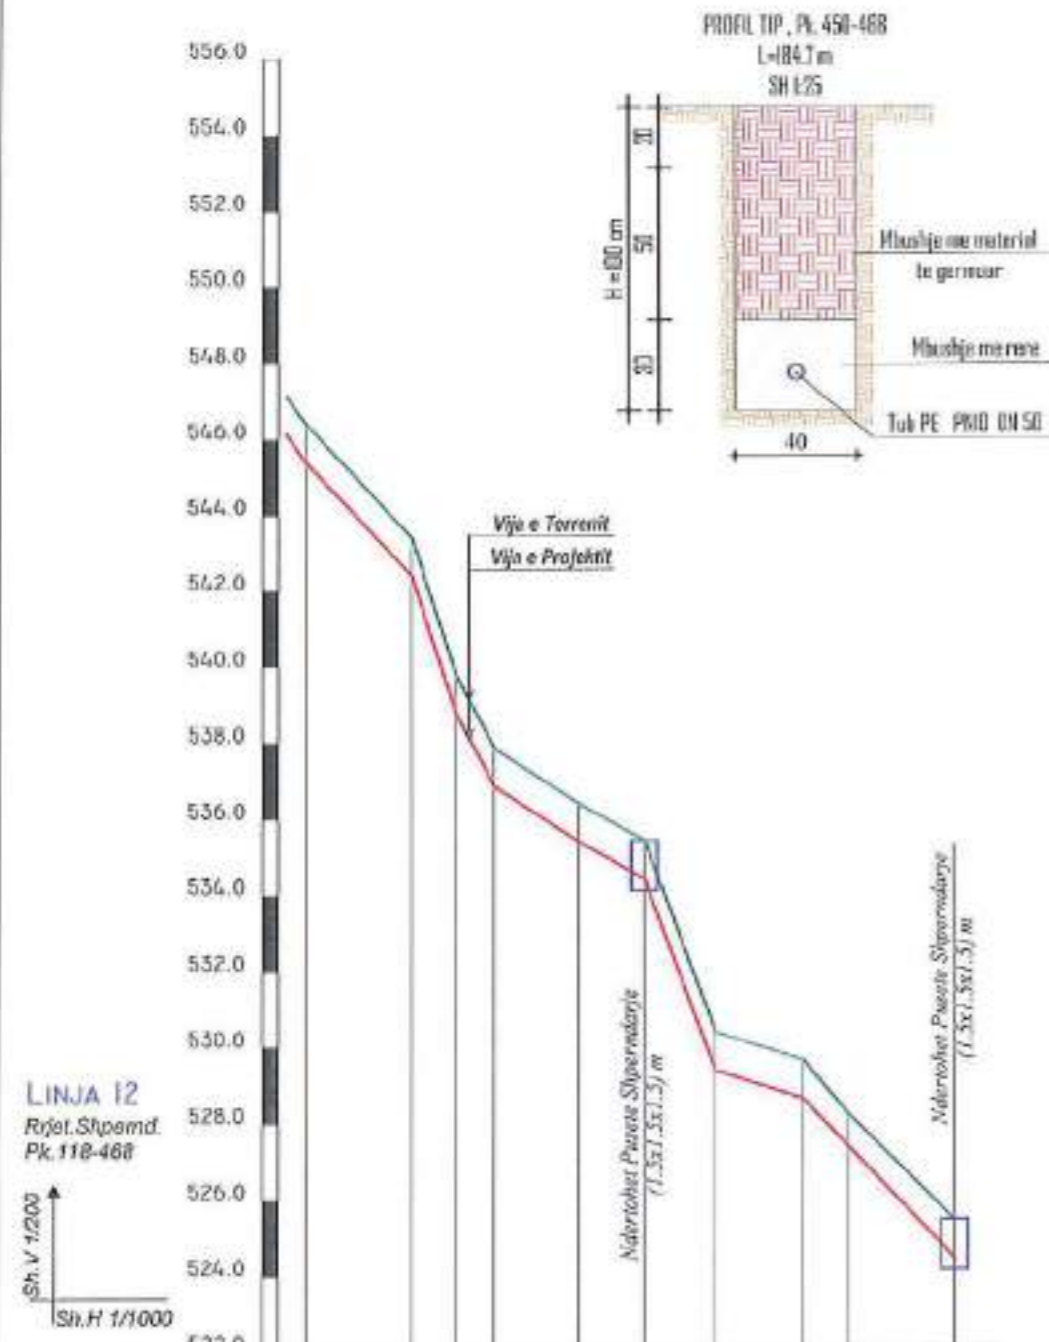 PROFIL TIP, Pk. 450-468
L=184.7 m
SH 1:25
20
50
30
H =100 cm
40
Mbushje me material
te germuar
Mbushje me rere
Tub PE PN10 DN 50
556.0
554.0
552.0
550.0
548.0
546.0
544.0
542.0
540.0
538.0
536.0
534.0
532.0
530.0
528.0
526.0
524.0
Vija e Terrenit
Vija e Projektit
Ndertohet Pusete Shperndarje
(1.5x1.5x1.5) m
Ndertohet Pusete Shperndarje
(1.5x1.5x1.5) m
LINJA 12
Rrjet.Shpernd.
Pk.118-468
Sh.V 1/200
Sh.H 1/1000